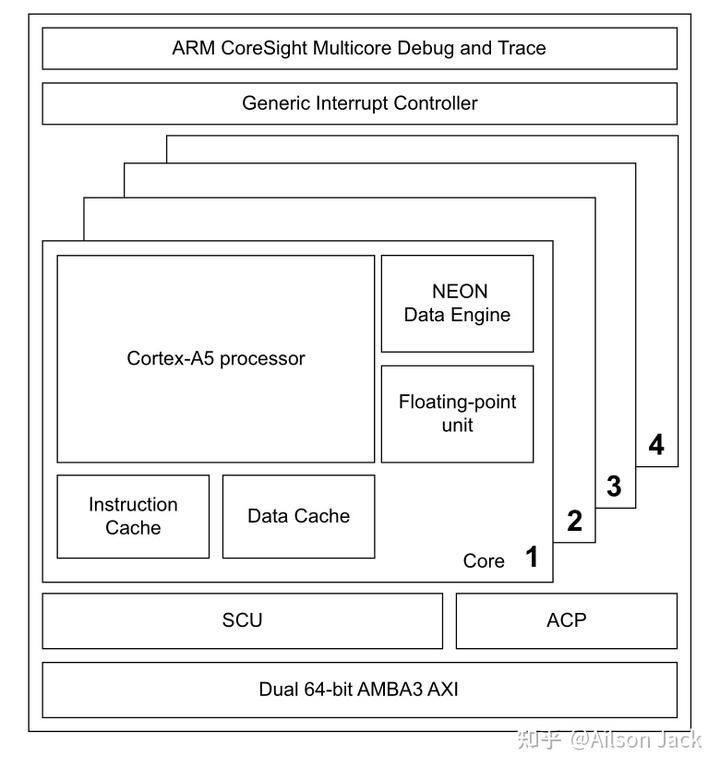 ARM CoreSight Multicore Debug and Trace
Generic Interrupt Controller
NEON
Data Engine
Cortex-A5 processor
Floating-point
unit
4
3
2
Instruction
Cache
Data Cache
Core 1
SCU
ACP
Dual 64-bit AMBA3 AXI
知乎 @Ailson Jack